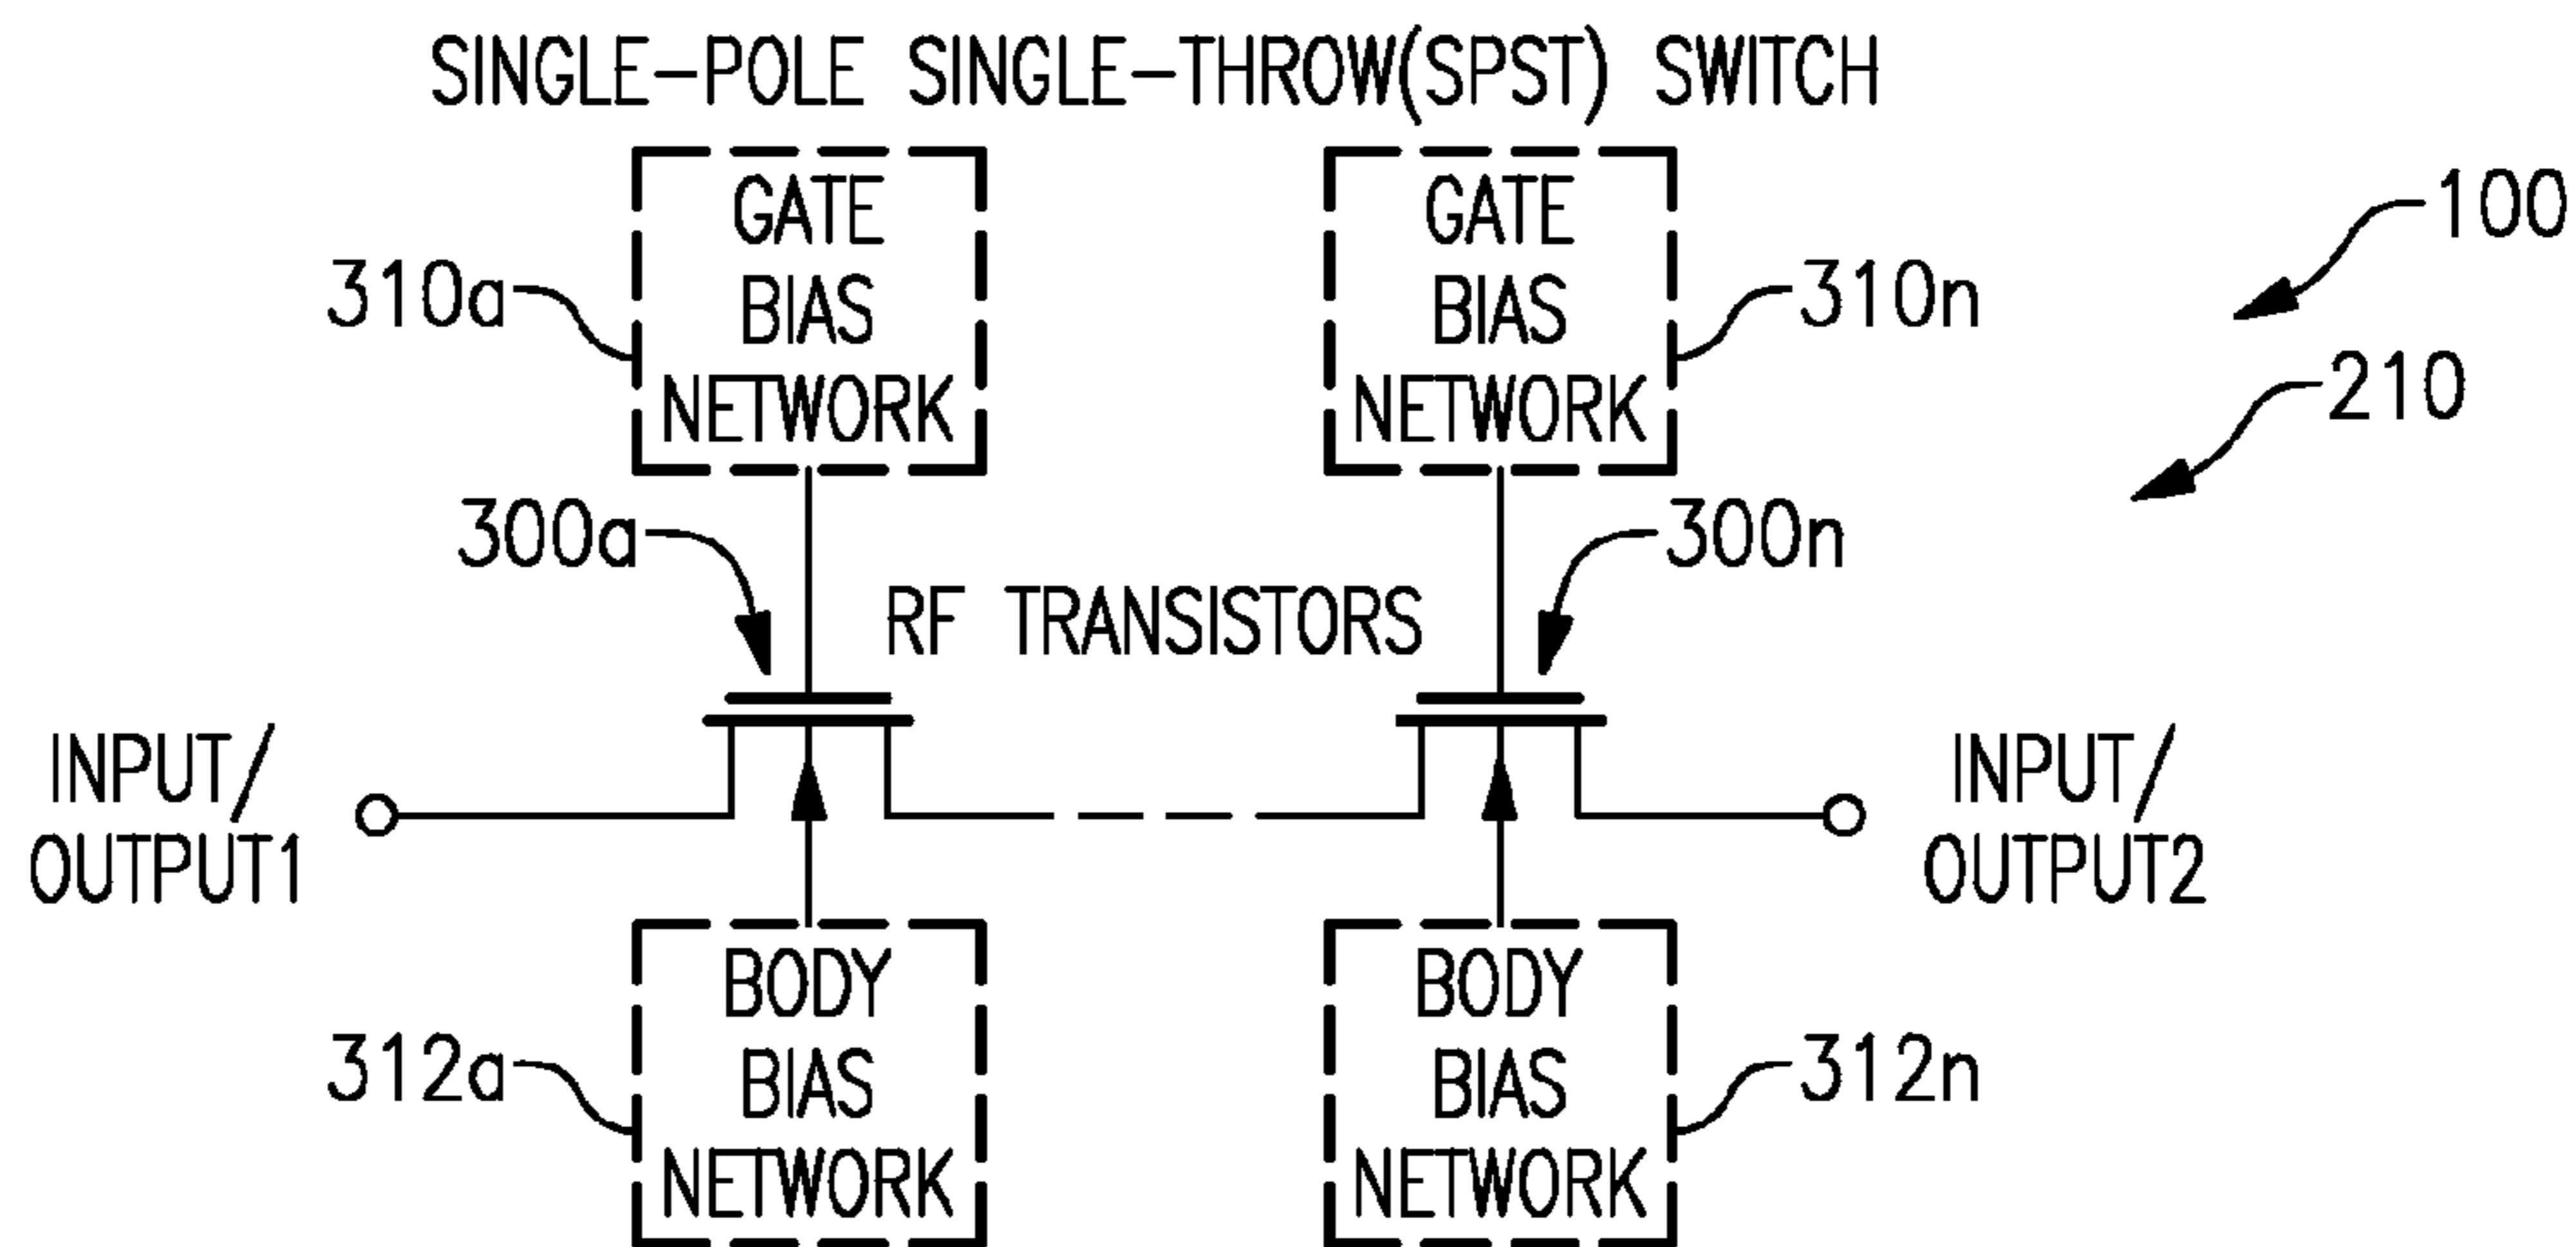 SINGLE-POLE SINGLE-THROW(SPST) SWITCH
GATE
BIAS
NETWORK
310a
GATE
BIAS
NETWORK
310n
100
210
300a
RF TRANSISTORS
300n
INPUT/
OUTPUT1
INPUT/
OUTPUT2
BODY
BIAS
NETWORK
312a
BODY
BIAS
NETWORK
312n